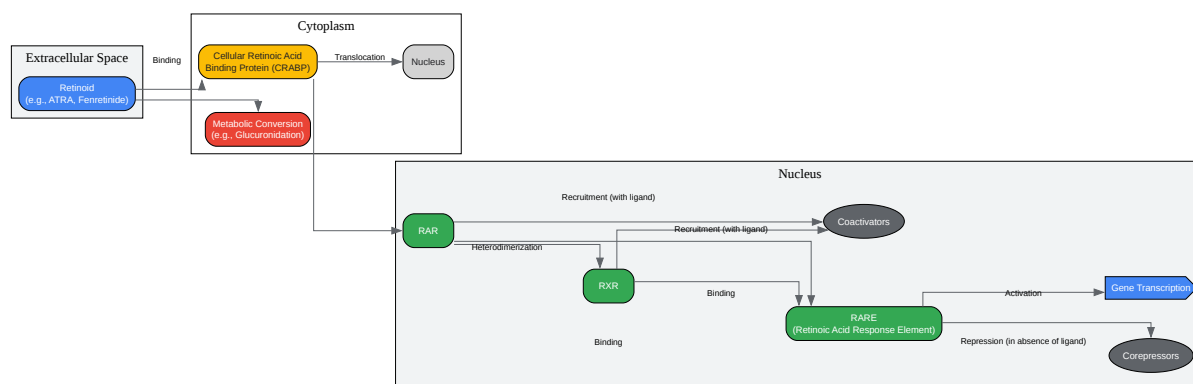 Cytoplasm
Extracellular Space
Binding
Cellular Retinoic Acid
Binding Protein (CRABP)
Translocation
Nucleus
Retinoid
(e.g., ATRA, Fenretinide)
Metabolic Conversion
(e.g., Glucuronidation)
Nucleus
Recruitment (with ligand)
Coactivators
RAR
Recruitment (with ligand)
Heterodimerization
RXR
Binding
Activation
Gene Transcription
RARE
(Retinoic Acid Response Element)
Binding
Repression (in absence of ligand)
Corepressors